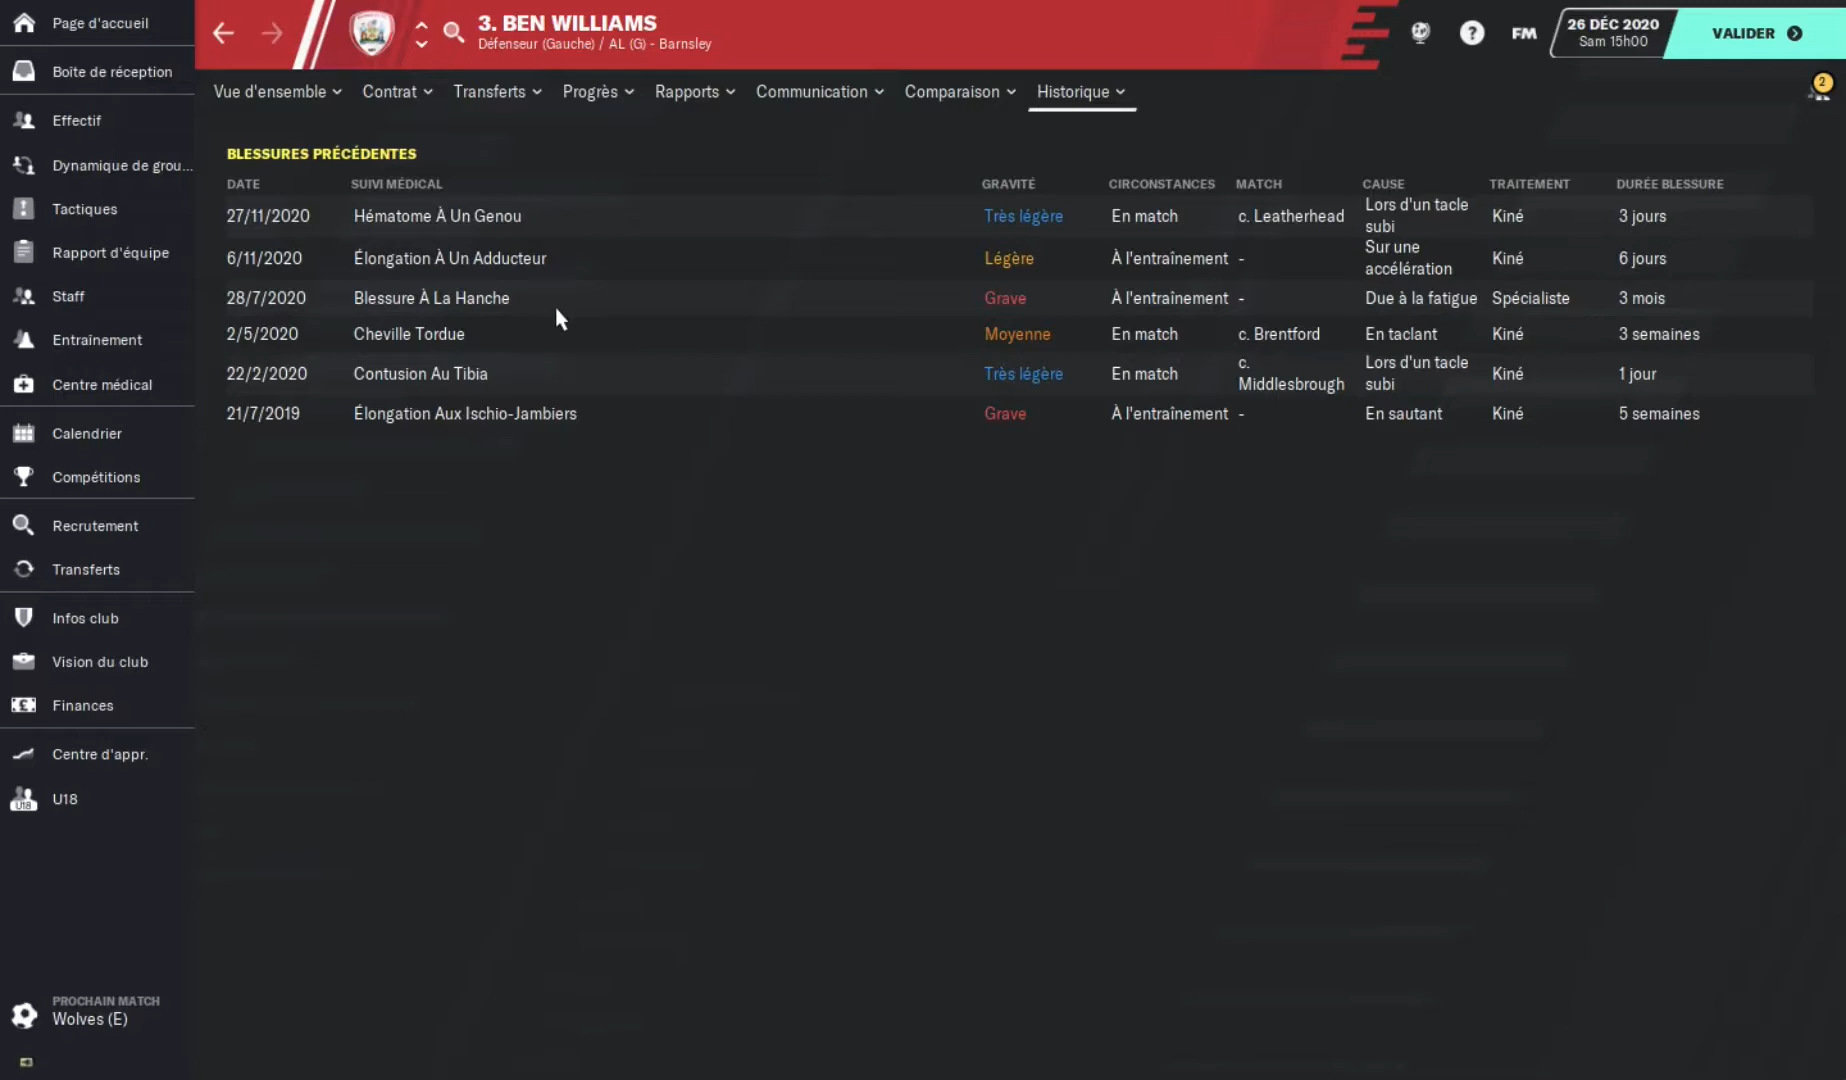 Page d'accueil
Boîte de réception
Effectif
Dynamique de grou...
Tactiques
Rapport d'équipe
Staff
Entraînement
Centre médical
Calendrier
Compétitions
Recrutement
Transferts
Infos club
Vision du club
Finances
Centre d'appr.
U18
U18
PROCHAIN MATCH
Wolves (E)
3. BEN WILLIAMS
Défenseur (Gauche) / AL (G) - Barnsley
FM
26 DÉC 2020
Sam 15h00
VALIDER
Vue d'ensemble Contrat Transferts Progrès Rapports Communication Comparaison Historique
2
BLESSURES PRÉCÉDENTES
DATE SUIVI MÉDICAL GRAVITÉ CIRCONSTANCES MATCH CAUSE TRAITEMENT DURÉE BLESSURE
27/11/2020 Hématome À Un Genou Très légère En match c. Leatherhead Lors d'un tacle subi Kiné 3 jours
6/11/2020 Élongation À Un Adducteur Légère À l'entraînement - Sur une accélération Kiné 6 jours
28/7/2020 Blessure À La Hanche Grave À l'entraînement - Due à la fatigue Spécialiste 3 mois
2/5/2020 Cheville Tordue Moyenne En match c. Brentford En taclant Kiné 3 semaines
22/2/2020 Contusion Au Tibia Très légère En match c. Middlesbrough Lors d'un tacle subi Kiné 1 jour
21/7/2019 Élongation Aux Ischio-Jambiers Grave À l'entraînement - En sautant Kiné 5 semaines